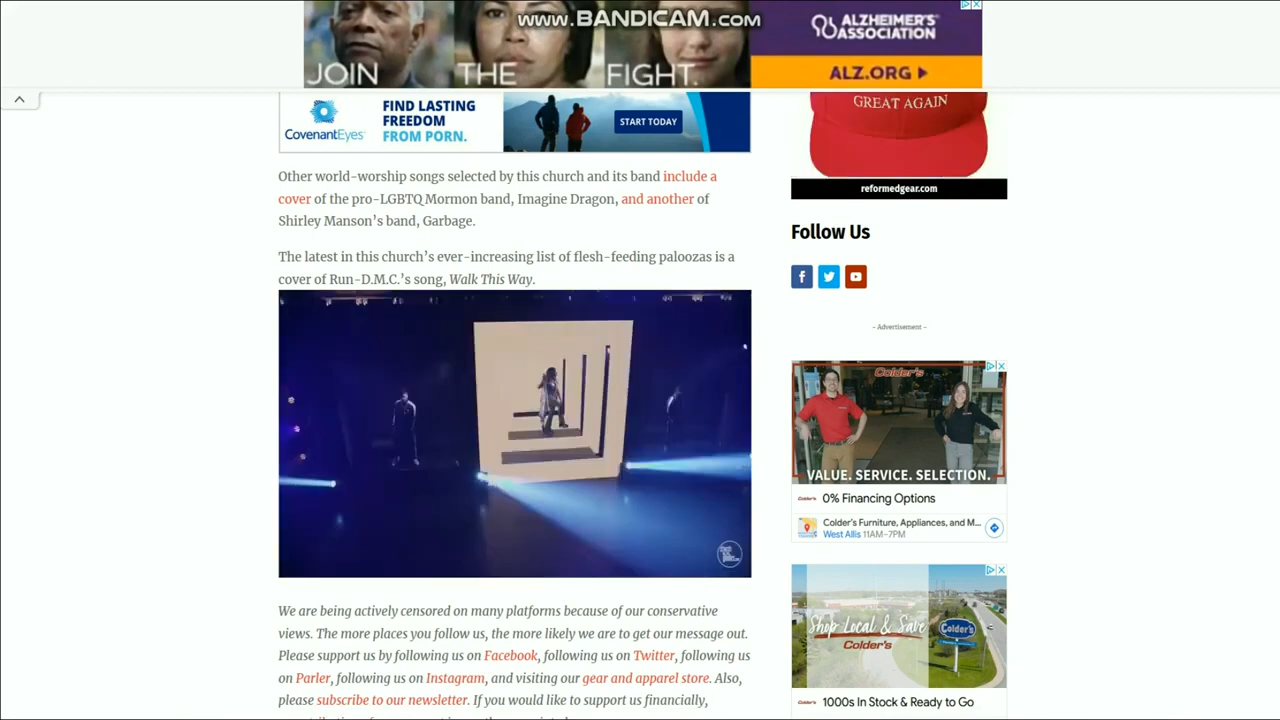 www.BANDICAM.com
JOIN THE FIGHT.
ALZHEIMER'S
ASSOCIATION
ALZ.ORG
CovenantEyes
FIND LASTING
FREEDOM
FROM PORN.
START TODAY
Other world-worship songs selected by this church and its band include a
cover of the pro-LGBTQ Mormon band, Imagine Dragon, and another of
Shirley Manson's band, Garbage.
The latest in this church's ever-increasing list of flesh-feeding paloozas is a
cover of Run-D.M.C.'s song, Walk This Way.
We are being actively censored on many platforms because of our conservative
views. The more places you follow us, the more likely we are to get our message out.
Please support us by following us on Facebook, following us on Twitter, following us
on Parler, following us on Instagram, and visiting our gear and apparel store. Also,
please subscribe to our newsletter. If you would like to support us financially,
GREAT AGAIN
reformedgear.com
Follow Us
- Advertisement -
Colder's
VALUE. SERVICE. SELECTION.
Colder's
0% Financing Options
Colder's Furniture, Appliances, and M...
West Allis 11AM–7PM
Shop Local & Save
Colder's
Colder's
Colder's
1000s In Stock & Ready to Go